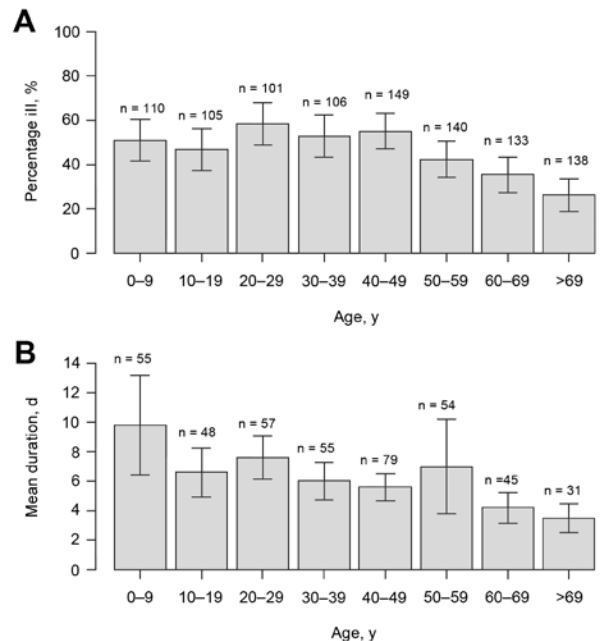 A
Percentage ill, %
100
80
60
40
20
0
n = 110
n = 105
n = 101
n = 106
n = 149
n = 140
n = 133
n = 138
0–9 10–19 20–29 30–39 40–49 50–59 60–69 >69
Age, y
B
Mean duration, d
14
12
10
8
6
4
2
0
n = 55
n = 48
n = 57
n = 55
n = 79
n = 54
n =45
n = 31
0–9 10–19 20–29 30–39 40–49 50–59 60–69 >69
Age, y